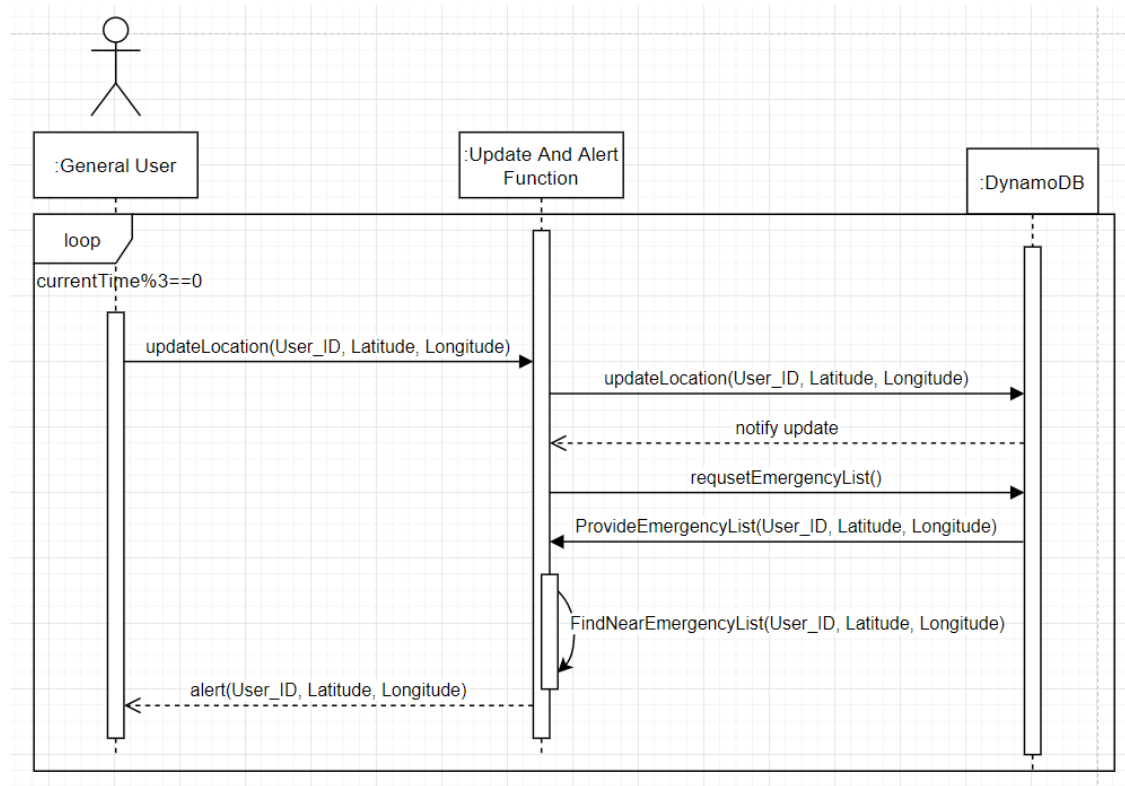 :General User
:Update And Alert
Function
:DynamoDB
loop
currentTime%3==0
updateLocation(User_ID, Latitude, Longitude)
updateLocation(User_ID, Latitude, Longitude)
notify update
requsetEmergencyList()
ProvideEmergencyList(User_ID, Latitude, Longitude)
FindNearEmergencyList(User_ID, Latitude, Longitude)
alert(User_ID, Latitude, Longitude)